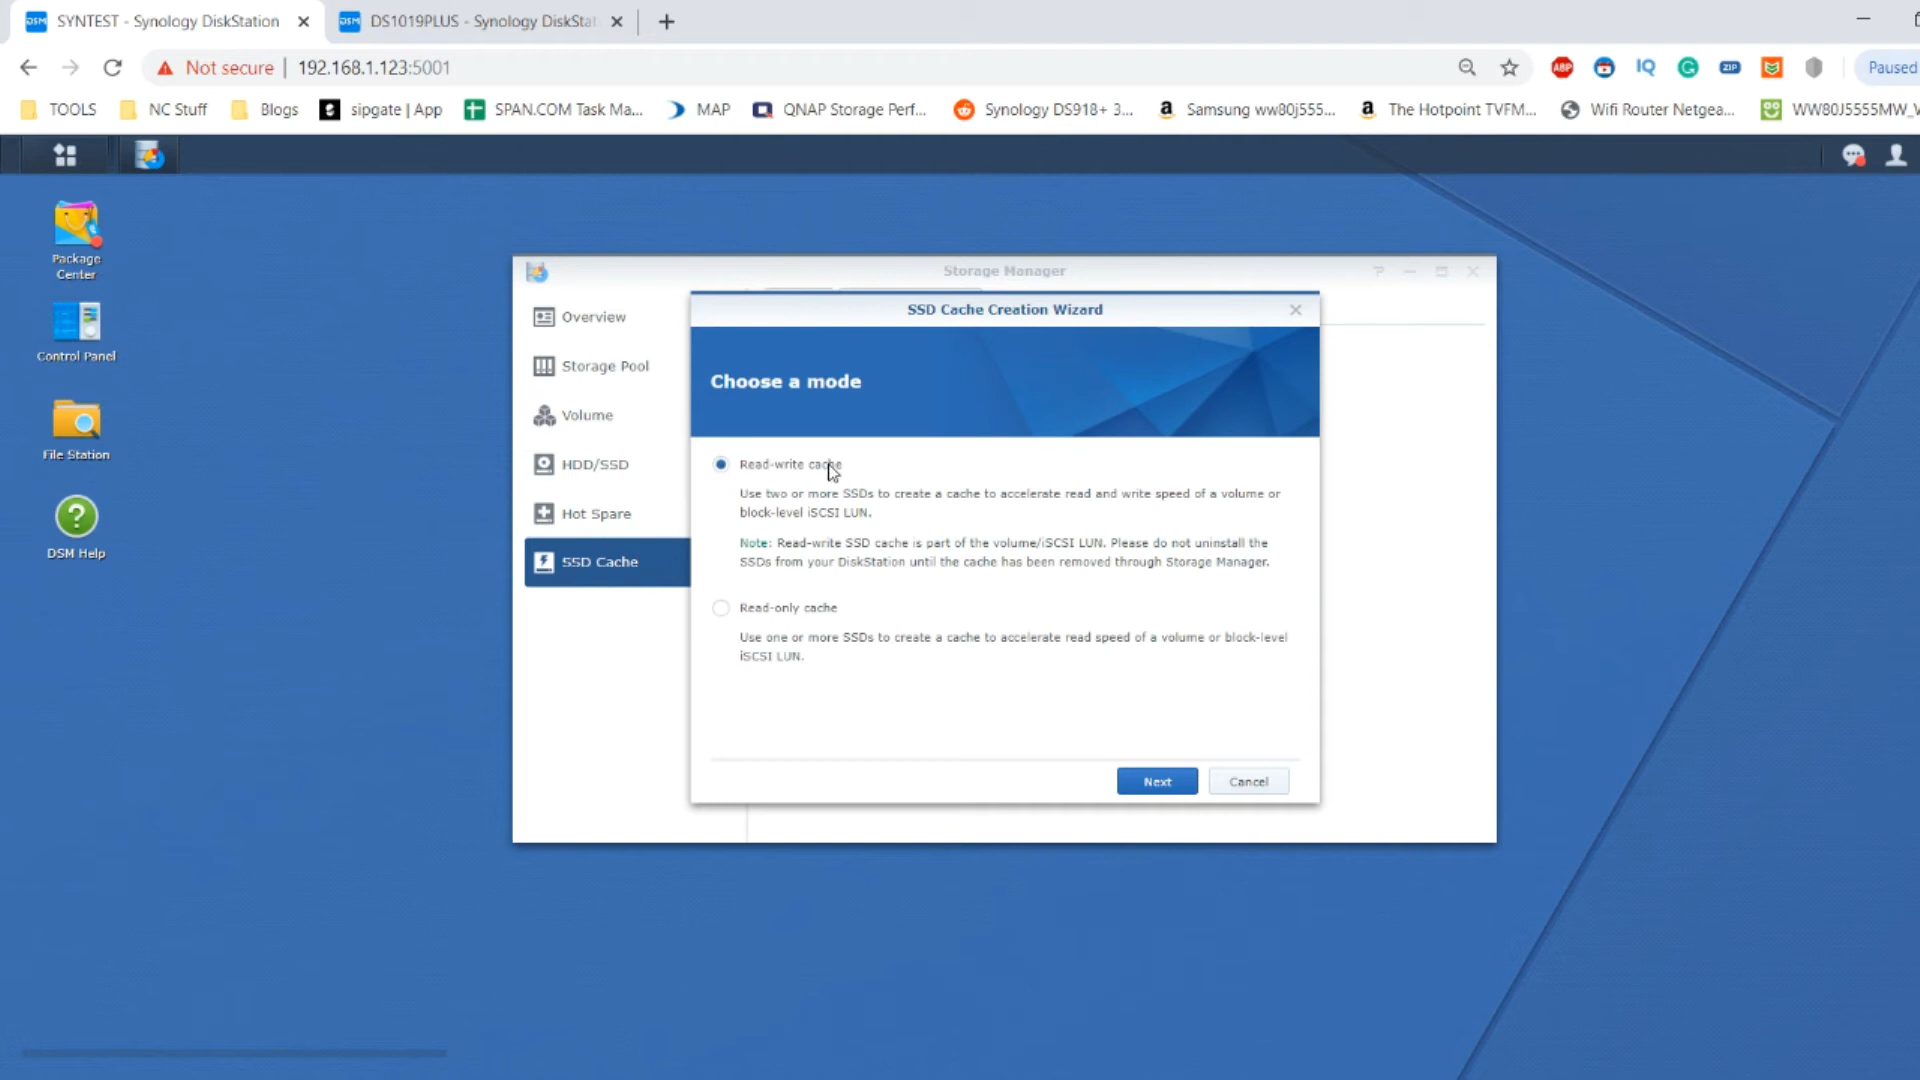 SYNTEST - Synology DiskStation
DS1019PLUS - Synology DiskStat
Not secure
192.168.1.123:5001
ABP
IQ
ZIP
Paused
TOOLS
NC Stuff
Blogs
sipgate | App
SPAN.COM Task Ma...
MAP
QNAP Storage Perf...
Synology DS918+ 3...
Samsung ww80j555...
The Hotpoint TVFM...
Wifi Router Netgea...
WW80J5555MW_V
Package
Center
Control Panel
File Station
DSM Help
Storage Manager
Overview
Storage Pool
Volume
HDD/SSD
Hot Spare
SSD Cache
SSD Cache Creation Wizard
Choose a mode
Read-write cache
Use two or more SSDs to create a cache to accelerate read and write speed of a volume or
block-level iSCSI LUN.
Note: Read-write SSD cache is part of the volume/iSCSI LUN. Please do not uninstall the
SSDs from your DiskStation until the cache has been removed through Storage Manager.
Read-only cache
Use one or more SSDs to create a cache to accelerate read speed of a volume or block-level
iSCSI LUN.
Next
Cancel